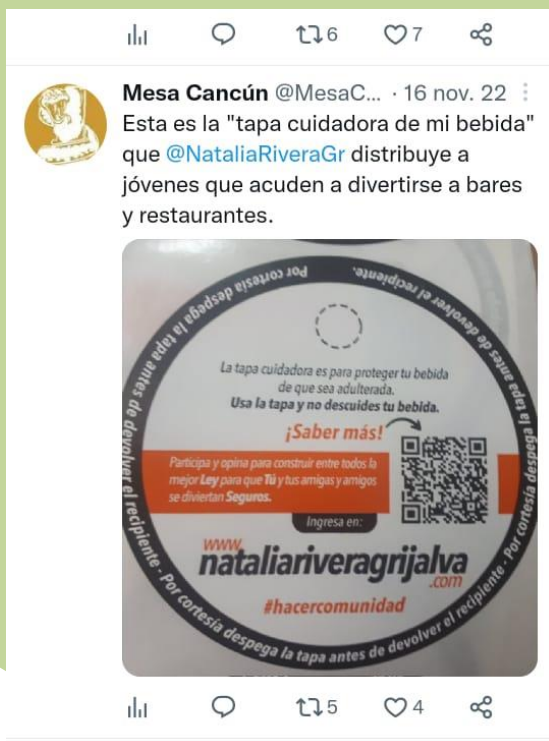 6 7
Mesa Cancún @MesaC... · 16 nov. 22
Esta es la "tapa cuidadora de mi bebida"
que @NataliaRiveraGr distribuye a
jóvenes que acuden a divertirse a bares
y restaurantes.
Por cortesía despega la tapa antes de devolver el recipiente.
La tapa cuidadora es para proteger tu bebida
de que sea adulterada.
Usa la tapa y no descuides tu bebida.
¡Saber más!
Participa y opina para construir entre todos la
mejor Ley para que Tú y tus amigas y amigos
se diviertan Seguros.
Ingresa en:
www.
nataliariveragrijalva
.com
#hacercomunidad
el recipiente · Por cortesía despega la tapa antes de devolver el recipiente · Por cortesía despega la tapa antes de devolver el recipiente.
5 4